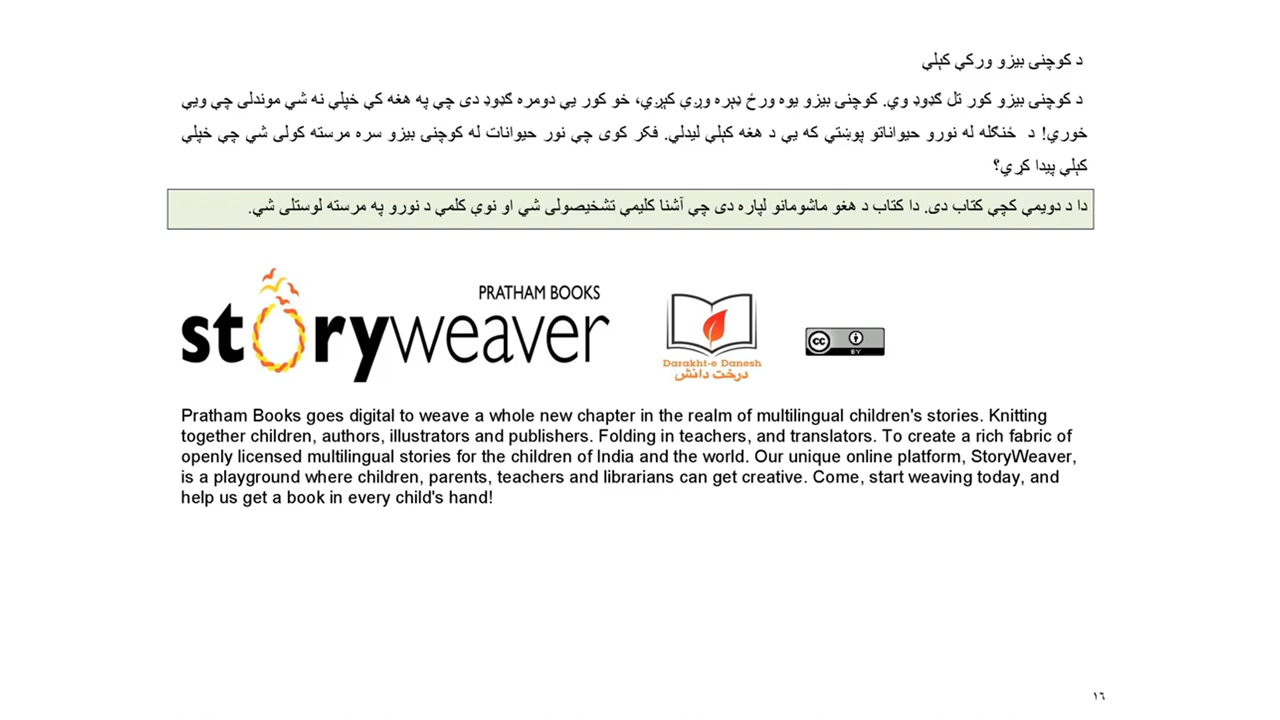 د کوچنی بیزو ورکې کېلې
د کوچنی بیزو کور تل ګډوډ وي. کوچنی بیزو یوه ورځ ډېره وږې کېږي، خو کور یې دومره ګډوډ دی چې په هغه کې خپلې نه شي موندلی چې ویې
خوري! د ځنګله له نورو حیواناتو پوښتي که یې د هغه کېلې لیدلي. فکر کوی چې نور حیوانات له کوچنی بیزو سره مرسته کولی شي چې خپلې
کېلې پیدا کړي؟
دا د دویمې کچې کتاب دی. دا کتاب د هغو ماشومانو لپاره دی چې آشنا کلیمې تشخیصولی شي او نوې کلمې د نورو په مرسته لوستلی شي.
PRATHAM BOOKS
storyweaver
Darakht-e Danesh
درخت دانش
cc
BY
Pratham Books goes digital to weave a whole new chapter in the realm of multilingual children's stories. Knitting
together children, authors, illustrators and publishers. Folding in teachers, and translators. To create a rich fabric of
openly licensed multilingual stories for the children of India and the world. Our unique online platform, StoryWeaver,
is a playground where children, parents, teachers and librarians can get creative. Come, start weaving today, and
help us get a book in every child's hand!
١٦